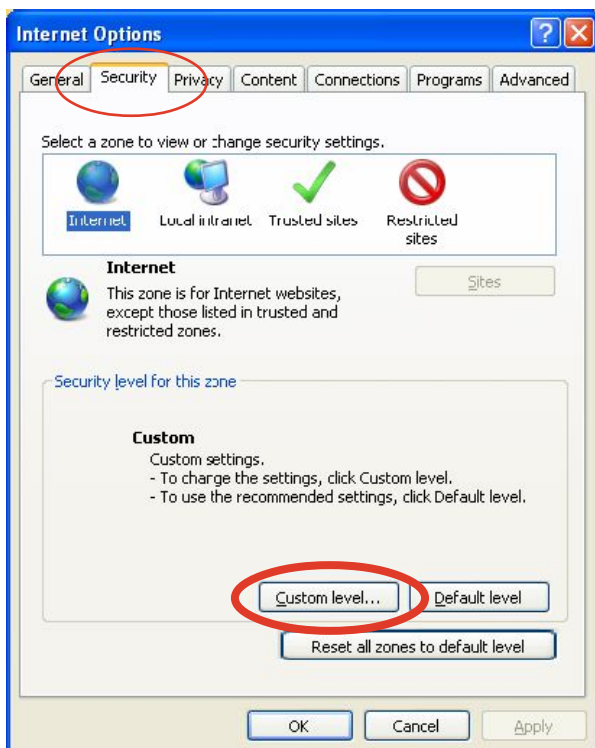 Internet Options
General Security Privacy Content Connections Programs Advanced
Select a zone to view or change security settings.
Internet Local intranet Trusted sites Restricted
sites
Internet
Sites
This zone is for Internet websites,
except those listed in trusted and
restricted zones.
Security level for this zone
Custom
Custom settings.
- To change the settings, click Custom level.
- To use the recommended settings, click Default level.
Custom level... Default level
Reset all zones to default level
OK Cancel Apply